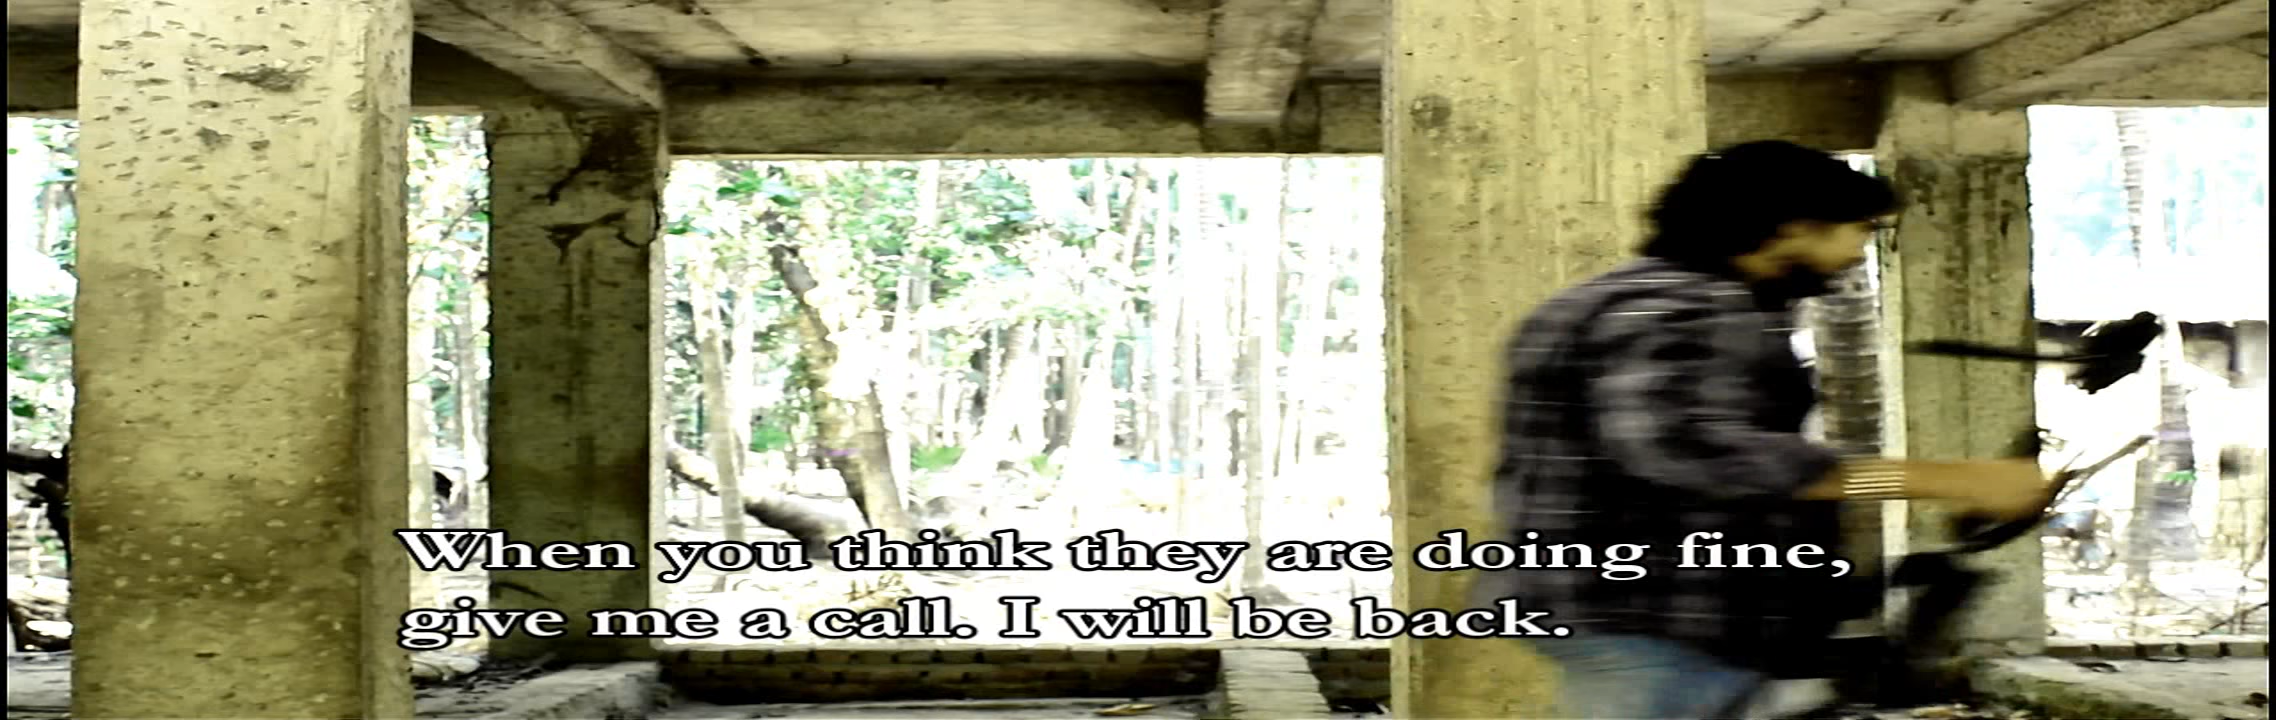 When you think they are doing fine,
give me a call. I will be back.